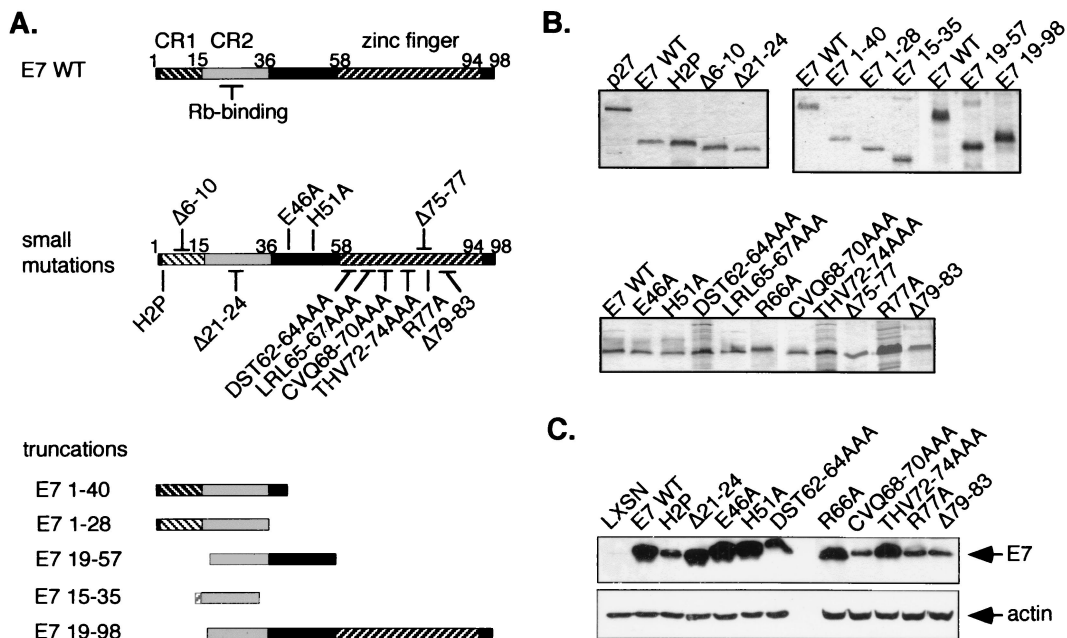 A.
CR1 CR2 zinc finger
1 15 36 58 94 98
E7 WT
Rb-binding
Δ6-10 E46A H51A Δ75-77
small mutations
1 15 36 58 94 98
H2P Δ21-24 DST62-64AAA LRL65-67AAA CVQ68-70AAA THV72-74AAA R77A Δ79-83
truncations
E7 1-40
E7 1-28
E7 19-57
E7 15-35
E7 19-98
B.
p27 E7 WT H2P Δ6-10 Δ21-24
E7 WT E7 1-40 E7 1-28 E7 15-35 E7 WT E7 19-57 E7 19-98
E7 WT E46A H51A DST62-64AAA LRL65-67AAA R66A CVQ68-70AAA THV72-74AAA Δ75-77 R77A Δ79-83
C.
LXSN E7 WT H2P Δ21-24 E46A H51A DST62-64AAA R66A CVQ68-70AAA THV72-74AAA R77A Δ79-83
E7
actin